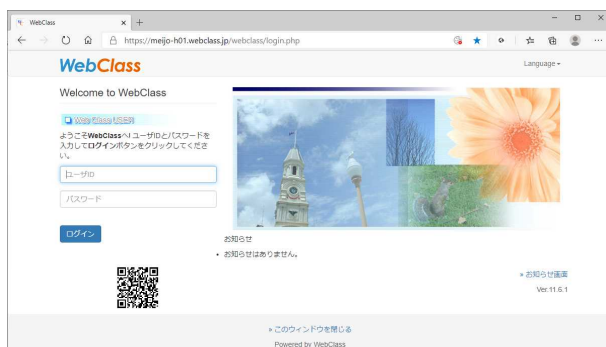 WebClass
https://meijo-h01.webclass.jp/webclass/login.php
WebClass
Language
Welcome to WebClass
Web Class USER
ようこそWebClassへ! ユーザIDとパスワードを
入力してログインボタンをクリックしてくださ
い。
ユーザID
パスワード
ログイン
お知らせ
• お知らせはありません。
» お知らせ画面
Ver.11.6.1
» このウィンドウを閉じる
Powered by WebClass